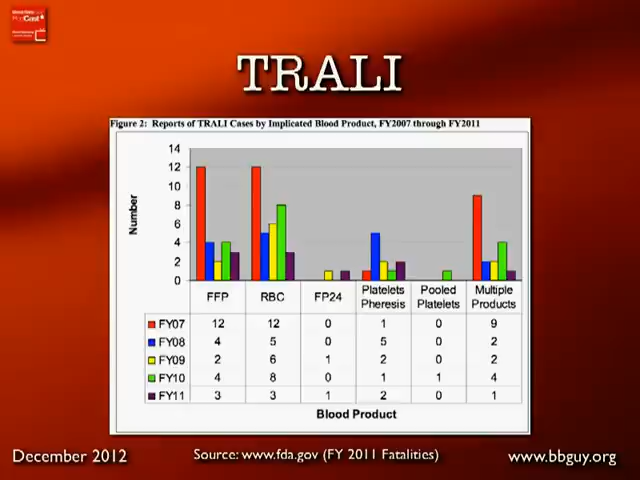 TRALI
Figure 2: Reports of TRALI Cases by Implicated Blood Product, FY2007 through FY2011
14
12
10
8
6
4
2
0
Number
FFP RBC FP24 Platelets Pheresis Pooled Platelets Multiple Products
FY07 12 12 0 1 0 9
FY08 4 5 0 5 0 2
FY09 2 6 1 2 0 2
FY10 4 8 0 1 1 4
FY11 3 3 1 2 0 1
Blood Product
December 2012
Source: www.fda.gov (FY 2011 Fatalities)
www.bbguy.org